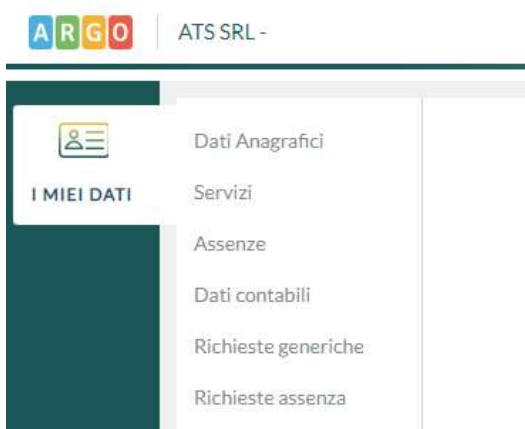 ARGO ATS SRL -
I MIEI DATI
Dati Anagrafici
Servizi
Assenze
Dati contabili
Richieste generiche
Richieste assenza